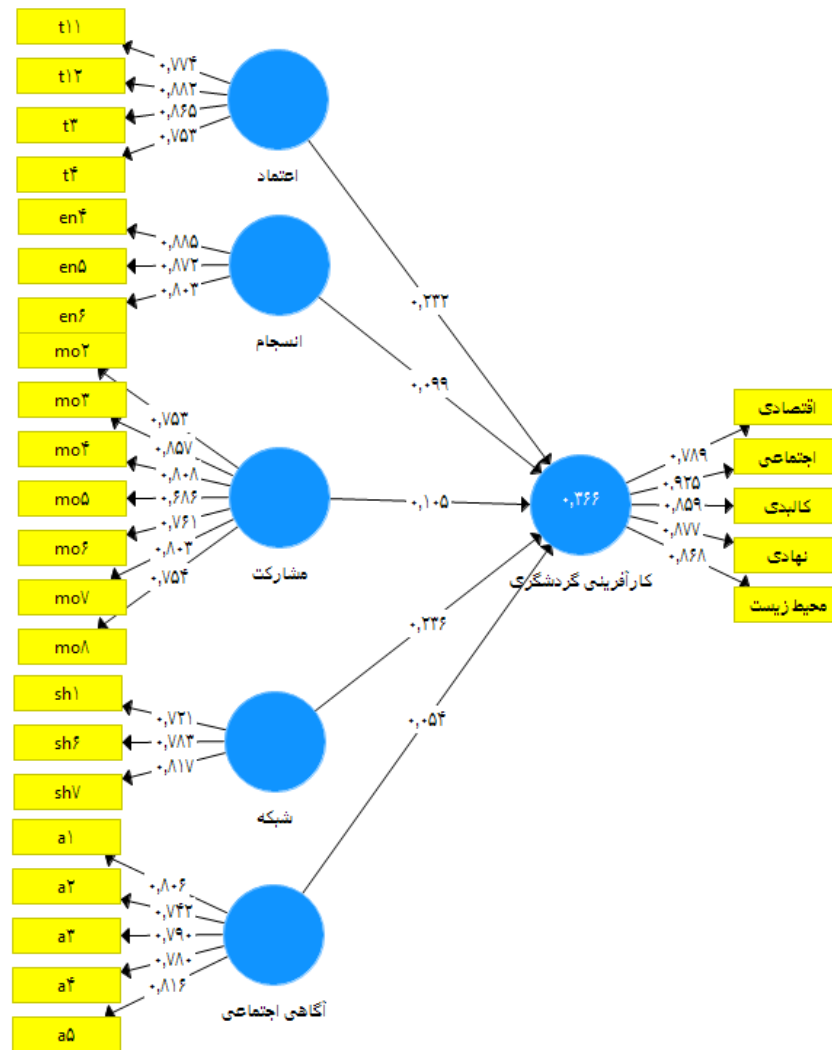 t۱۱
t۱۲
t۳
t۴
۰,۷۷۴
۰,۸۸۲
۰,۸۶۵
۰,۷۵۳
اعتماد
en۴
en۵
en۶
۰,۸۸۵
۰,۸۷۲
۰,۸۰۳
انسجام
mo۲
mo۳
mo۴
mo۵
mo۶
mo۷
mo۸
۰,۷۵۳
۰,۸۵۷
۰,۸۰۸
۰,۶۸۶
۰,۷۶۱
۰,۸۰۳
۰,۷۵۴
مشارکت
sh۱
sh۶
sh۷
۰,۷۲۱
۰,۷۸۳
۰,۸۱۷
شبکه
a۱
a۲
a۳
a۴
a۵
۰,۸۰۶
۰,۷۴۲
۰,۷۹۰
۰,۷۸۰
۰,۸۱۶
آگاهی اجتماعی
۰,۲۳۲
۰,۰۹۹
۰,۱۰۵
۰,۲۳۶
۰,۰۵۴
۰,۳۶۶
کارآفرینی گردشگری
۰,۷۸۹
۰,۹۲۵
۰,۸۵۹
۰,۸۷۷
۰,۸۶۸
اقتصادی
اجتماعی
کالبدی
نهادی
محیط زیست